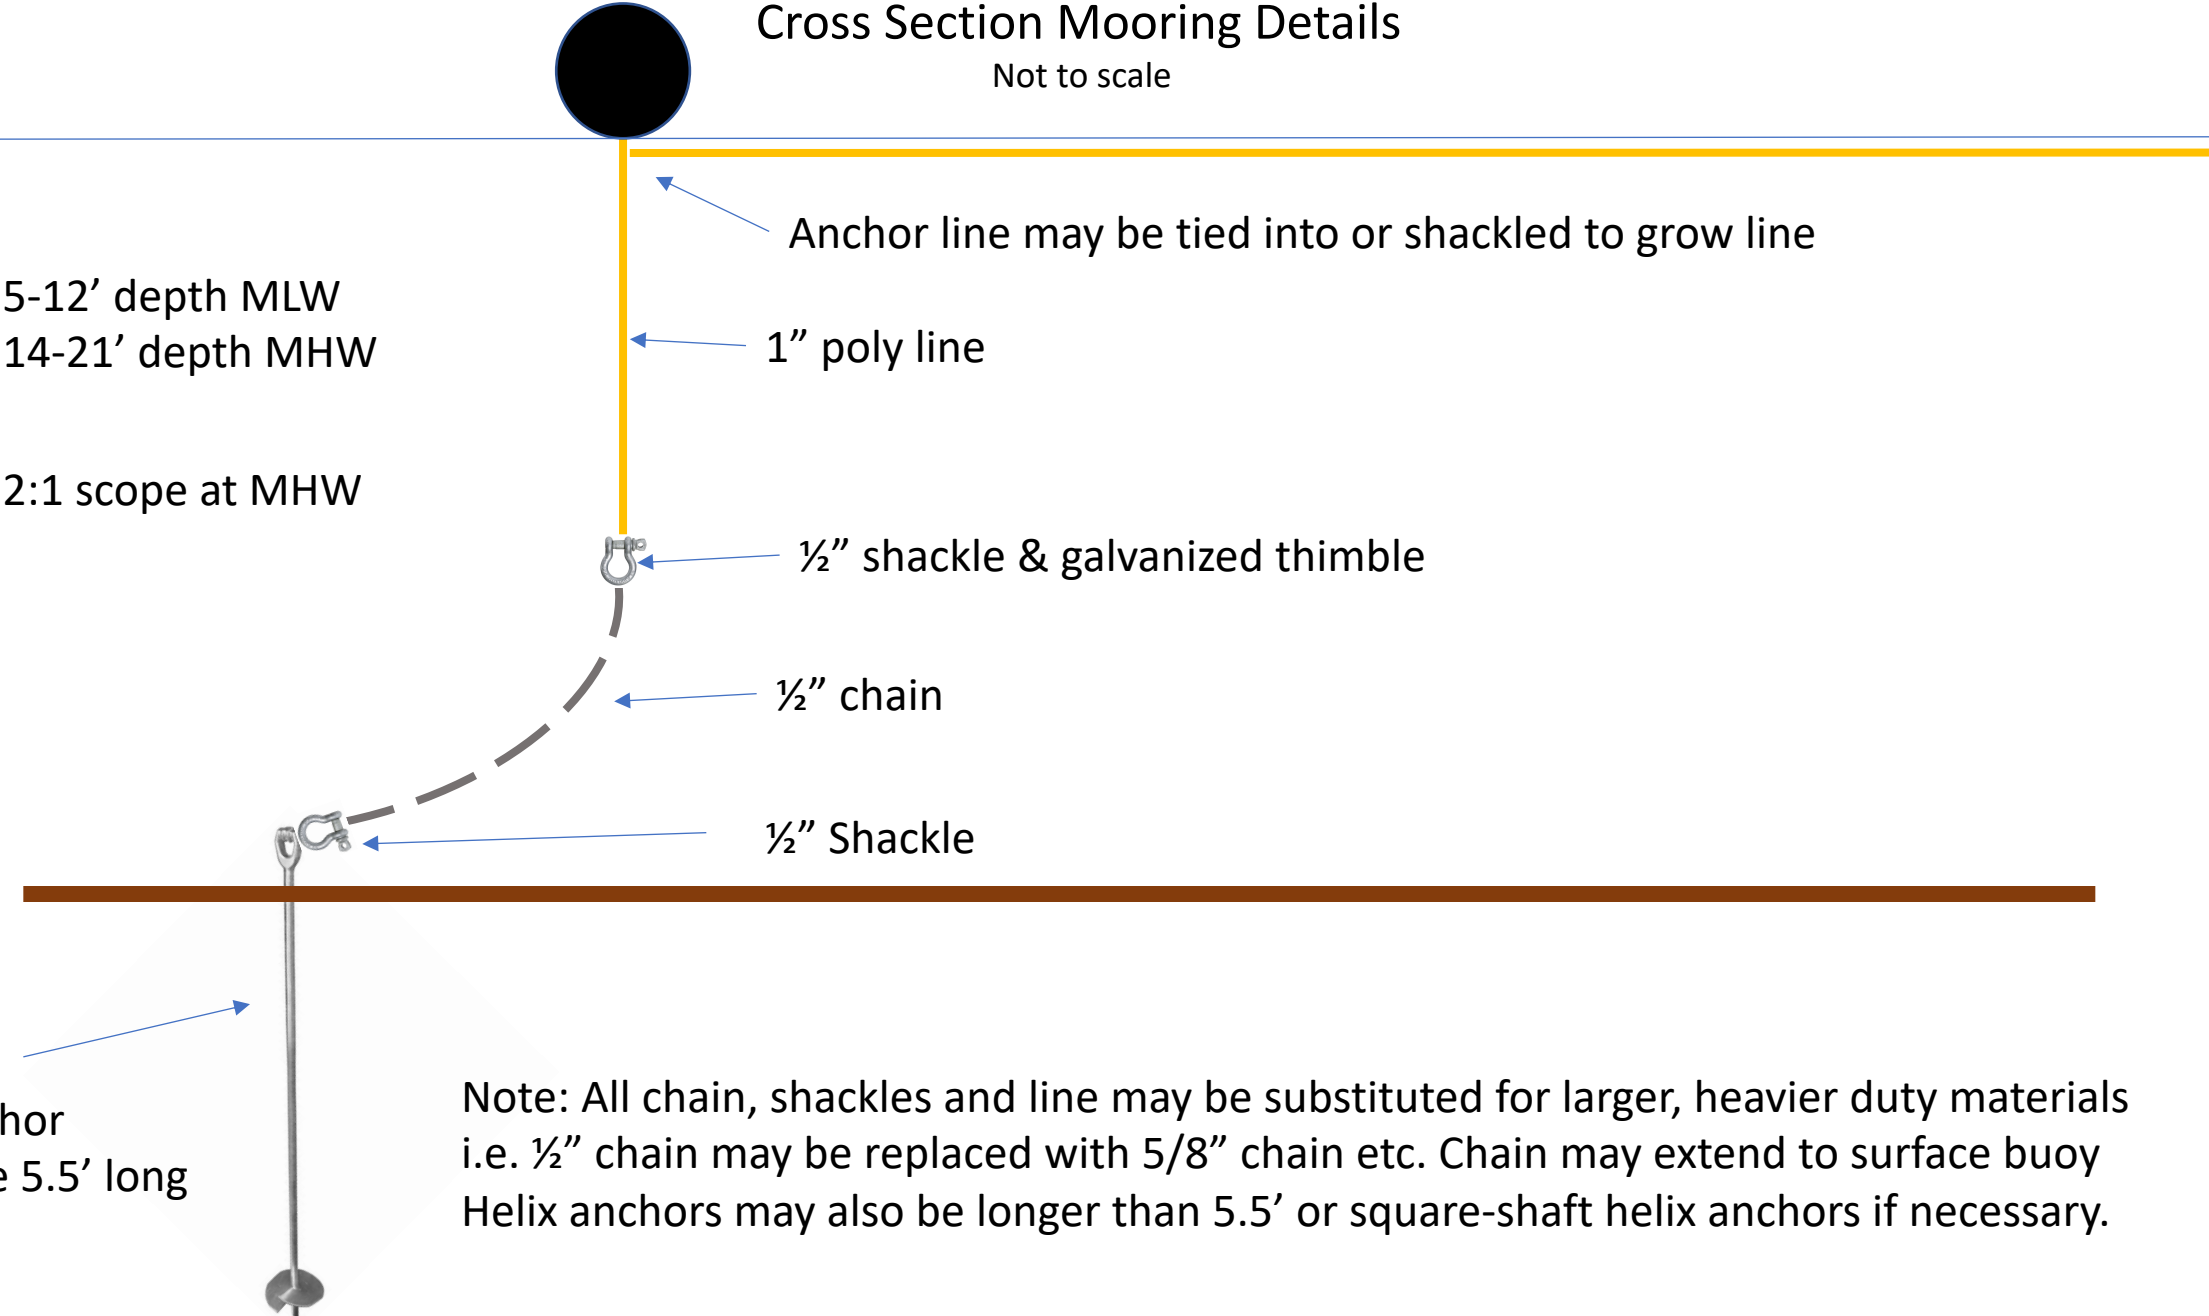 Cross Section Mooring Details
Not to scale
Anchor line may be tied into or shackled to grow line
5-12’ depth MLW
14-21’ depth MHW
1” poly line
2:1 scope at MHW
½” shackle & galvanized thimble
½” chain
½” Shackle
5.5’ long
Note: All chain, shackles and line may be substituted for larger, heavier duty materials
i.e. ½” chain may be replaced with 5/8” chain etc. Chain may extend to surface buoy
Helix anchors may also be longer than 5.5’ or square-shaft helix anchors if necessary.